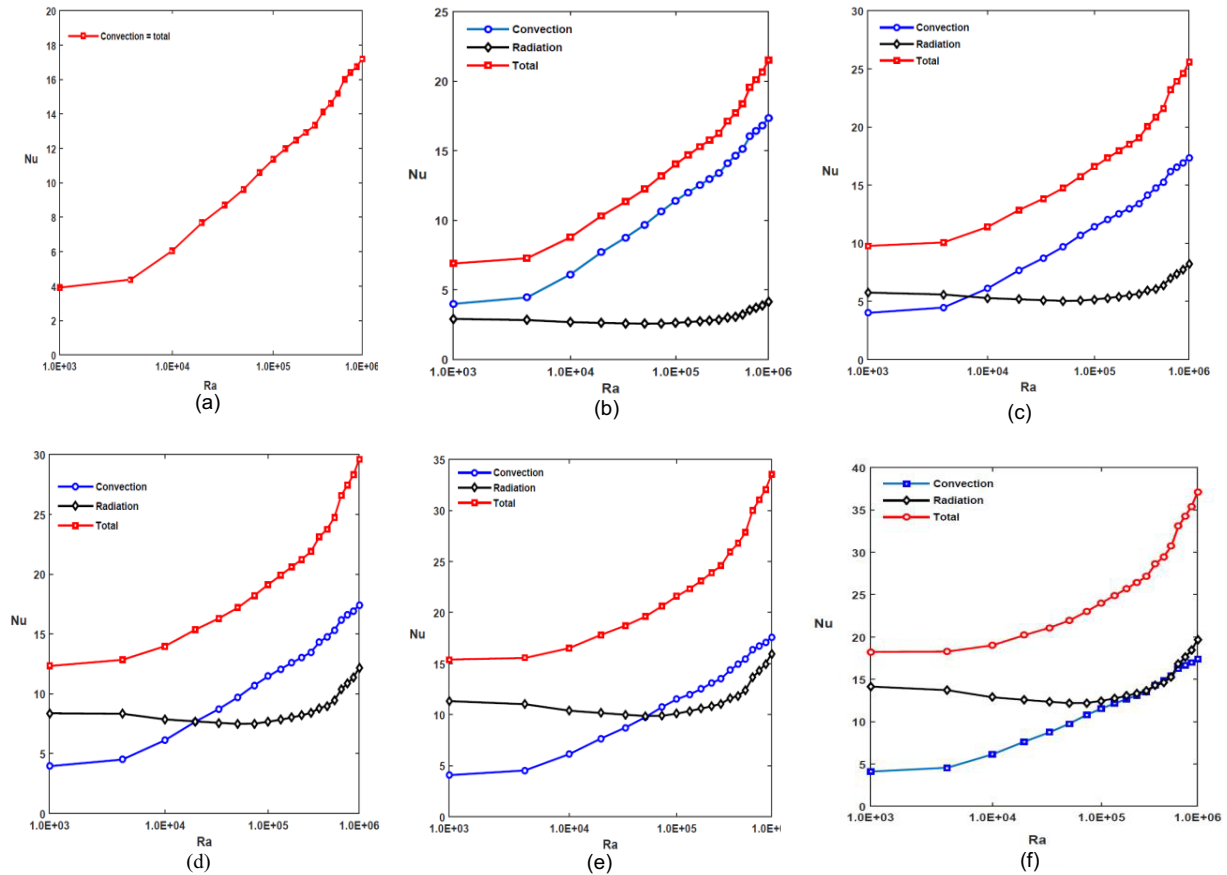 20
18
16
14
12
10
8
6
4
2
0
Nu
Convection = total
1.0E+03
1.0E+04
1.0E+05
1.0E+06
Ra
(a)
25
20
15
10
5
0
Nu
Convection
Radiation
Total
1.0E+03
1.0E+04
1.0E+05
1.0E+06
Ra
(b)
30
25
20
15
10
5
0
Nu
Convection
Radiation
Total
1.0E+03
1.0E+04
1.0E+05
1.0E+06
Ra
(c)
30
25
20
15
10
5
0
Nu
Convection
Radiation
Total
1.0E+03
1.0E+04
1.0E+05
1.0E+06
Ra
(d)
35
30
25
20
15
10
5
0
Nu
Convection
Radiation
Total
1.0E+03
1.0E+04
1.0E+05
1.0E+0
Ra
(e)
40
35
30
25
20
15
10
5
0
Nu
Convection
Radiation
Total
1.0E+03
1.0E+04
1.0E+05
1.0E+06
Ra
(f)